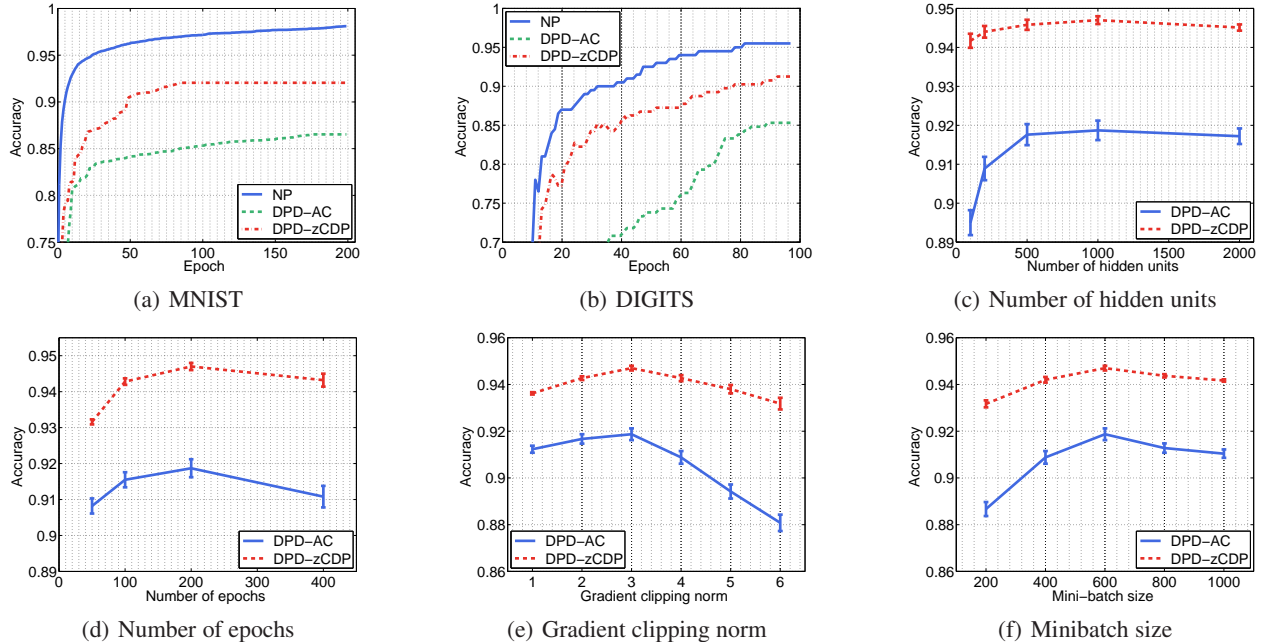 1
0.95
0.9
0.85
0.8
0.75
Accuracy
0 50 100 150 200
Epoch
NP
DPD−AC
DPD−zCDP
(a) MNIST
1
0.95
0.9
0.85
0.8
0.75
0.7
Accuracy
0 20 40 60 80 100
Epoch
NP
DPD−AC
DPD−zCDP
(b) DIGITS
0.95
0.94
0.93
0.92
0.91
0.9
0.89
Accuracy
0 500 1000 1500 2000
Number of hidden units
DPD−AC
DPD−zCDP
(c) Number of hidden units
0.95
0.94
0.93
0.92
0.91
0.9
0.89
Accuracy
0 100 200 300 400
Number of epochs
DPD−AC
DPD−zCDP
(d) Number of epochs
0.96
0.94
0.92
0.9
0.88
0.86
Accuracy
1 2 3 4 5 6
Gradient clipping norm
DPD−AC
DPD−zCDP
(e) Gradient clipping norm
0.96
0.94
0.92
0.9
0.88
0.86
Accuracy
200 400 600 800 1000
Mini−batch size
DPD−AC
DPD−zCDP
(f) Minibatch size